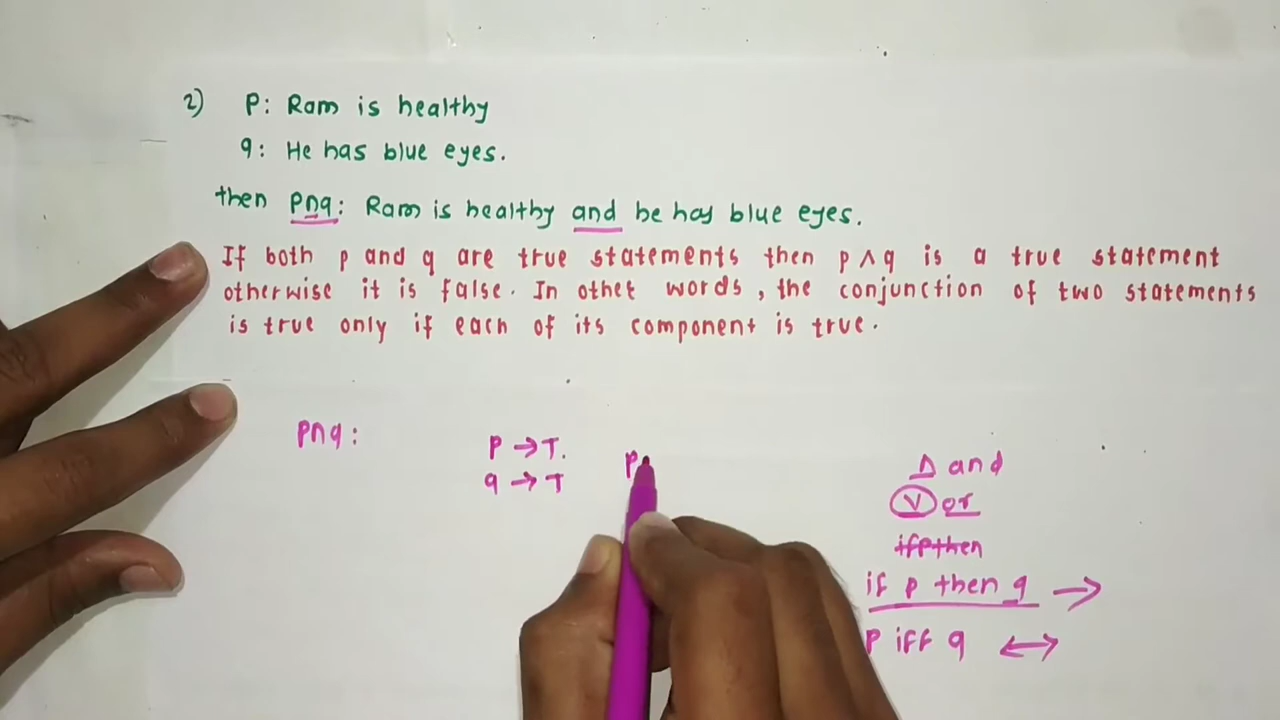 2) P: Ram is healthy
q: He has blue eyes.
then p∩q: Ram is healthy and he has blue eyes.
If both p and q are true statements then p ∧ q is a true statement
otherwise it is false. In othet words, the conjunction of two statements
is true only if each of its component is true.
p∩q:
P → T.
q → T
P
∧ and
∨ or
if p then
if p then q →
P iff q ↔